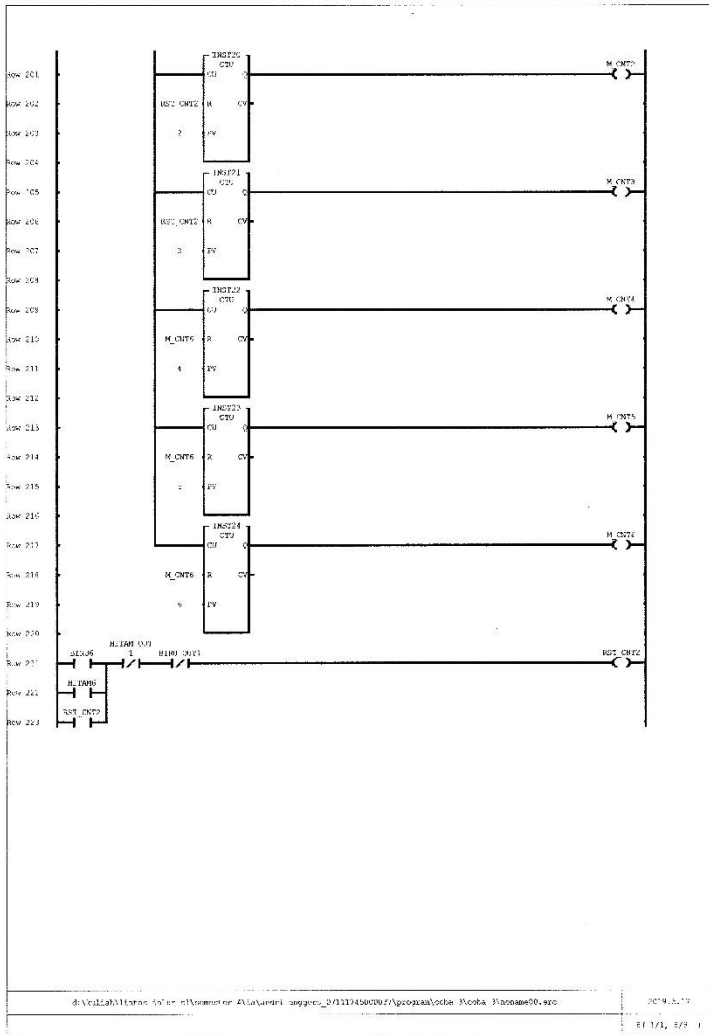 INST20
CTU
M_CNT2
Row 201 CU Q
Row 202 RST_CNT2 R CV
Row 203 2 PV
Row 204
INST21
CTU
M_CNT3
Row 205 CU Q
Row 206 RST_CNT2 R CV
Row 207 3 PV
Row 208
INST22
CTU
M_CNT4
Row 209 CU Q
Row 210 M_CNT6 R CV
Row 211 4 PV
Row 212
INST23
CTU
M_CNT5
Row 213 CU Q
Row 214 M_CNT6 R CV
Row 215 PV
Row 216
INST24
CTU
M_CNT6
Row 217 CU Q
Row 218 M_CNT6 R CV
Row 219 6 PV
Row 220
HITAM_OUT
BIRU6 1 BIRU_OUT1 RST_CNT2
Row 221
HITAM6
Row 222
RST_CNT2
Row 223